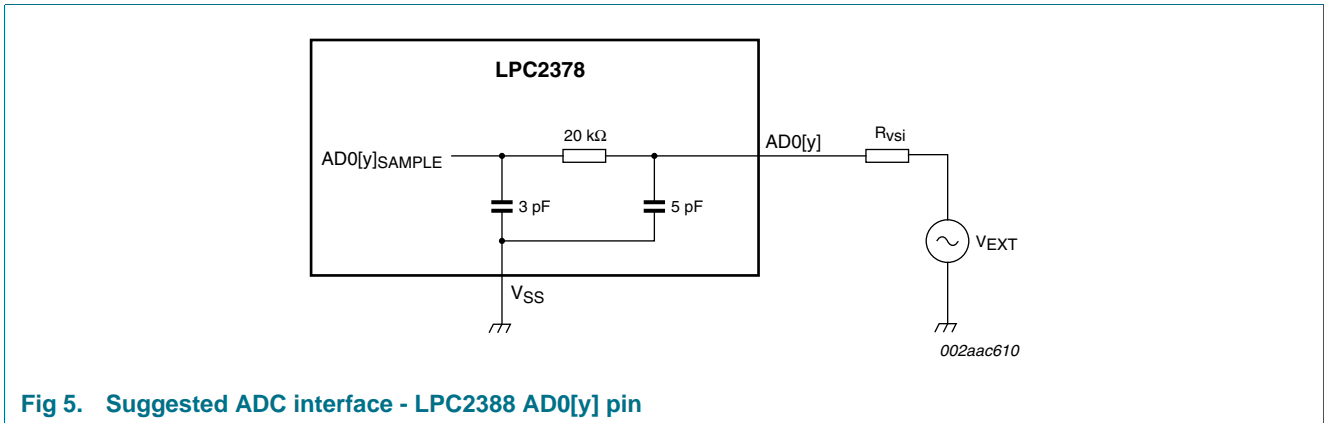 LPC2378
20 kΩ
AD0[y]
Rvsi
AD0[y]SAMPLE
3 pF
5 pF
VEXT
VSS
002aac610
Fig 5. Suggested ADC interface - LPC2388 AD0[y] pin